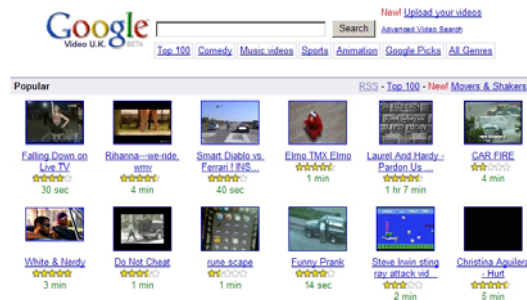 New! Upload your videos
Google
Video U.K. BETA
Search
Advanced Video Search
Top 100 Comedy Music videos Sports Animation Google Picks All Genres
Popular
RSS - Top 100 - New! Movers & Shakers
Falling Down on Live TV
30 sec
Rihanna---we-ride.wmv
4 min
Smart Diablo vs. Ferrari ! INS...
40 sec
Elmo TMX Elmo
1 min
Laurel And Hardy - Pardon Us ...
1 hr 7 min
CAR FIRE
4 min
White & Nerdy
3 min
Do Not Cheat
1 min
rune scape
1 min
Funny Prank
14 sec
Steve Irwin sting ray attack vid...
2 min
Christina Aguilera - Hurt
5 min